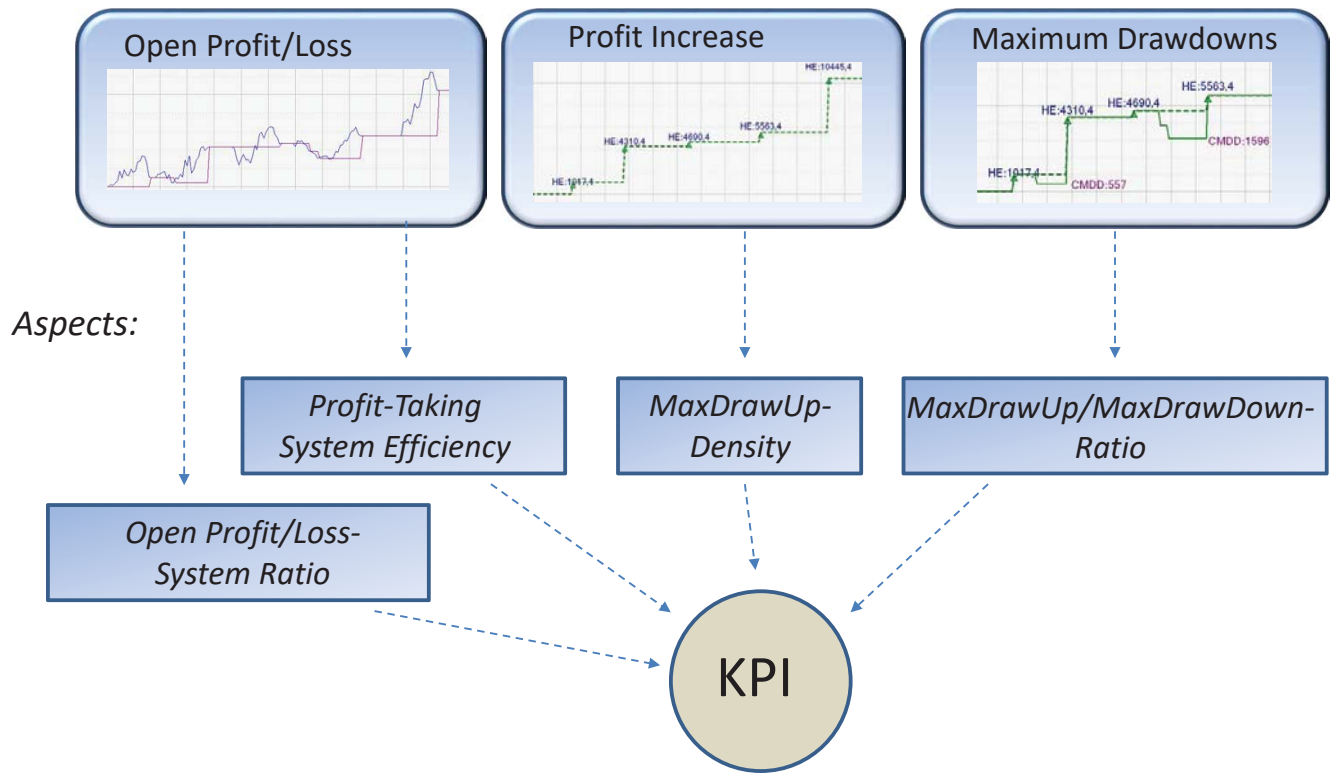 Open Profit/Loss
Profit Increase
HE:1917,4
HE:4310,4
HE:4690,4
HE:5563,4
HE:10445,4
Maximum Drawdowns
HE:1917,4
HE:4310,4
HE:4690,4
HE:5563,4
CMDD:557
CMDD:1596
Aspects:
Profit-Taking
System Efficiency
MaxDrawUp-
Density
MaxDrawUp/MaxDrawDown-
Ratio
Open Profit/Loss-
System Ratio
KPI